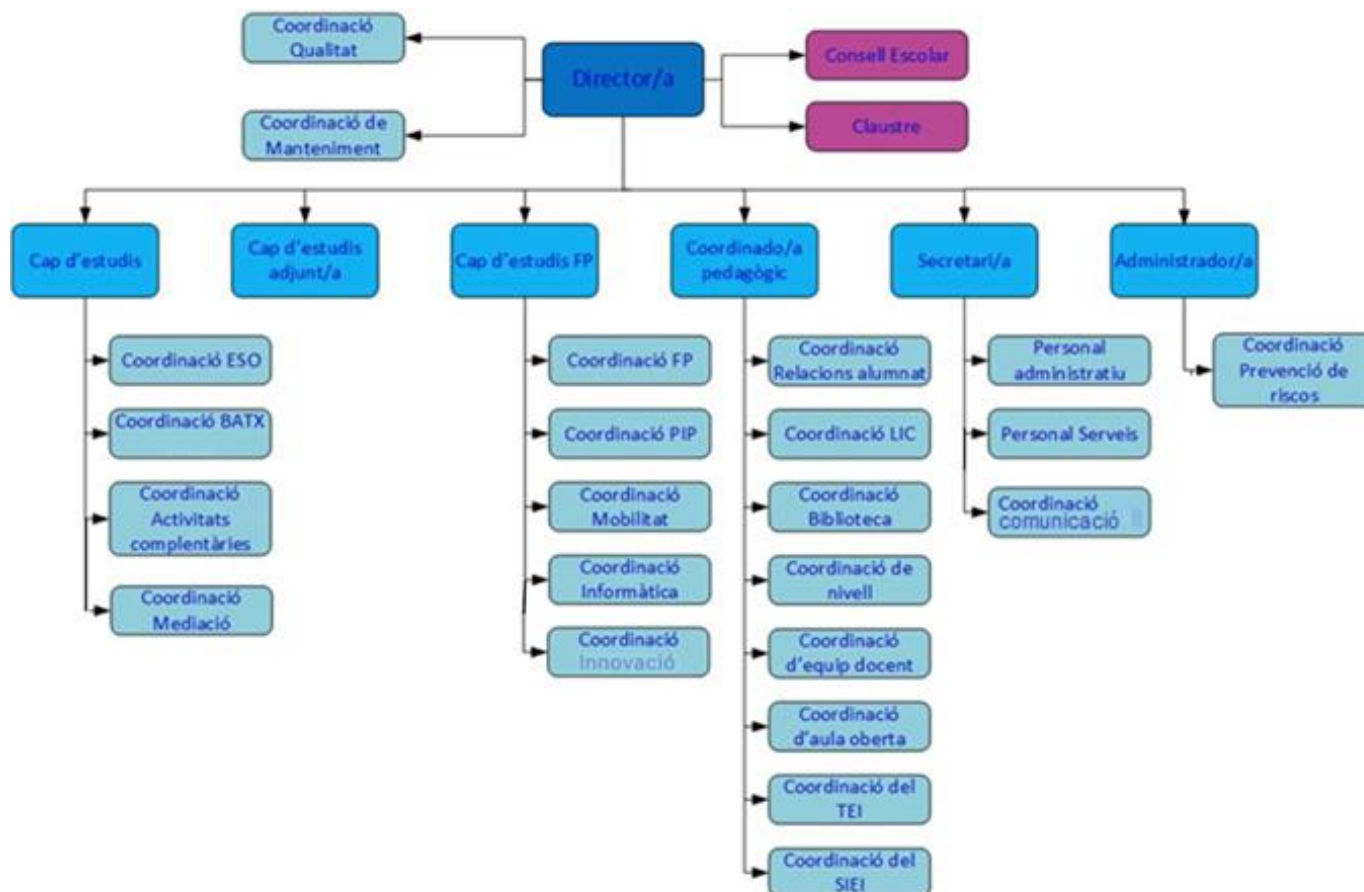 Coordinació
Qualitat
Director/a
Consell Escolar
Coordinació de
Manteniment
Claustre
Cap d'estudis
Cap d'estudis
adjunt/a
Cap d'estudis FP
Coordinado/a
pedagògic
Secretari/a
Administrador/a
Coordinació ESO
Coordinació BATX
Coordinació
Activitats
complentàries
Coordinació
Mediació
Coordinació FP
Coordinació PIP
Coordinació
Mobilitat
Coordinació
Informàtica
Coordinació
Innovació
Coordinació
Relacions alumnat
Coordinació LIC
Coordinació
Biblioteca
Coordinació de
nivell
Coordinació
d'equip docent
Coordinació
d'aula oberta
Coordinació del
TEI
Coordinació del
SIEI
Personal
administratiu
Personal Serveis
Coordinació
comunicació
Coordinació
Prevenció de
riscos